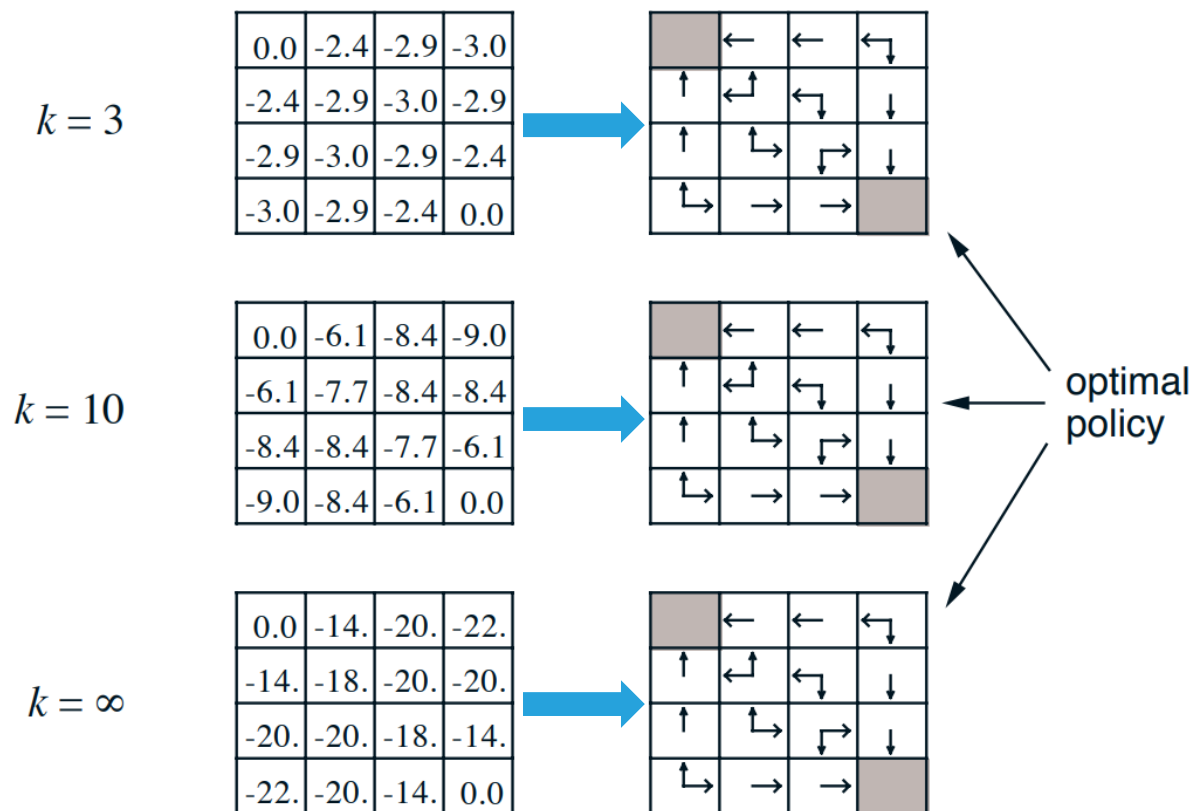 0.0 -2.4 -2.9 -3.0
-2.4 -2.9 -3.0 -2.9
k = 3
-2.9 -3.0 -2.9 -2.4
-3.0 -2.9 -2.4 0.0
0.0 -6.1 -8.4 -9.0
-6.1 -7.7 -8.4 -8.4
k = 10
-8.4 -8.4 -7.7 -6.1
-9.0 -8.4 -6.1 0.0
optimal
policy
0.0 -14. -20. -22.
-14. -18. -20. -20.
k = ∞
-20. -20. -18. -14.
-22. -20. -14. 0.0